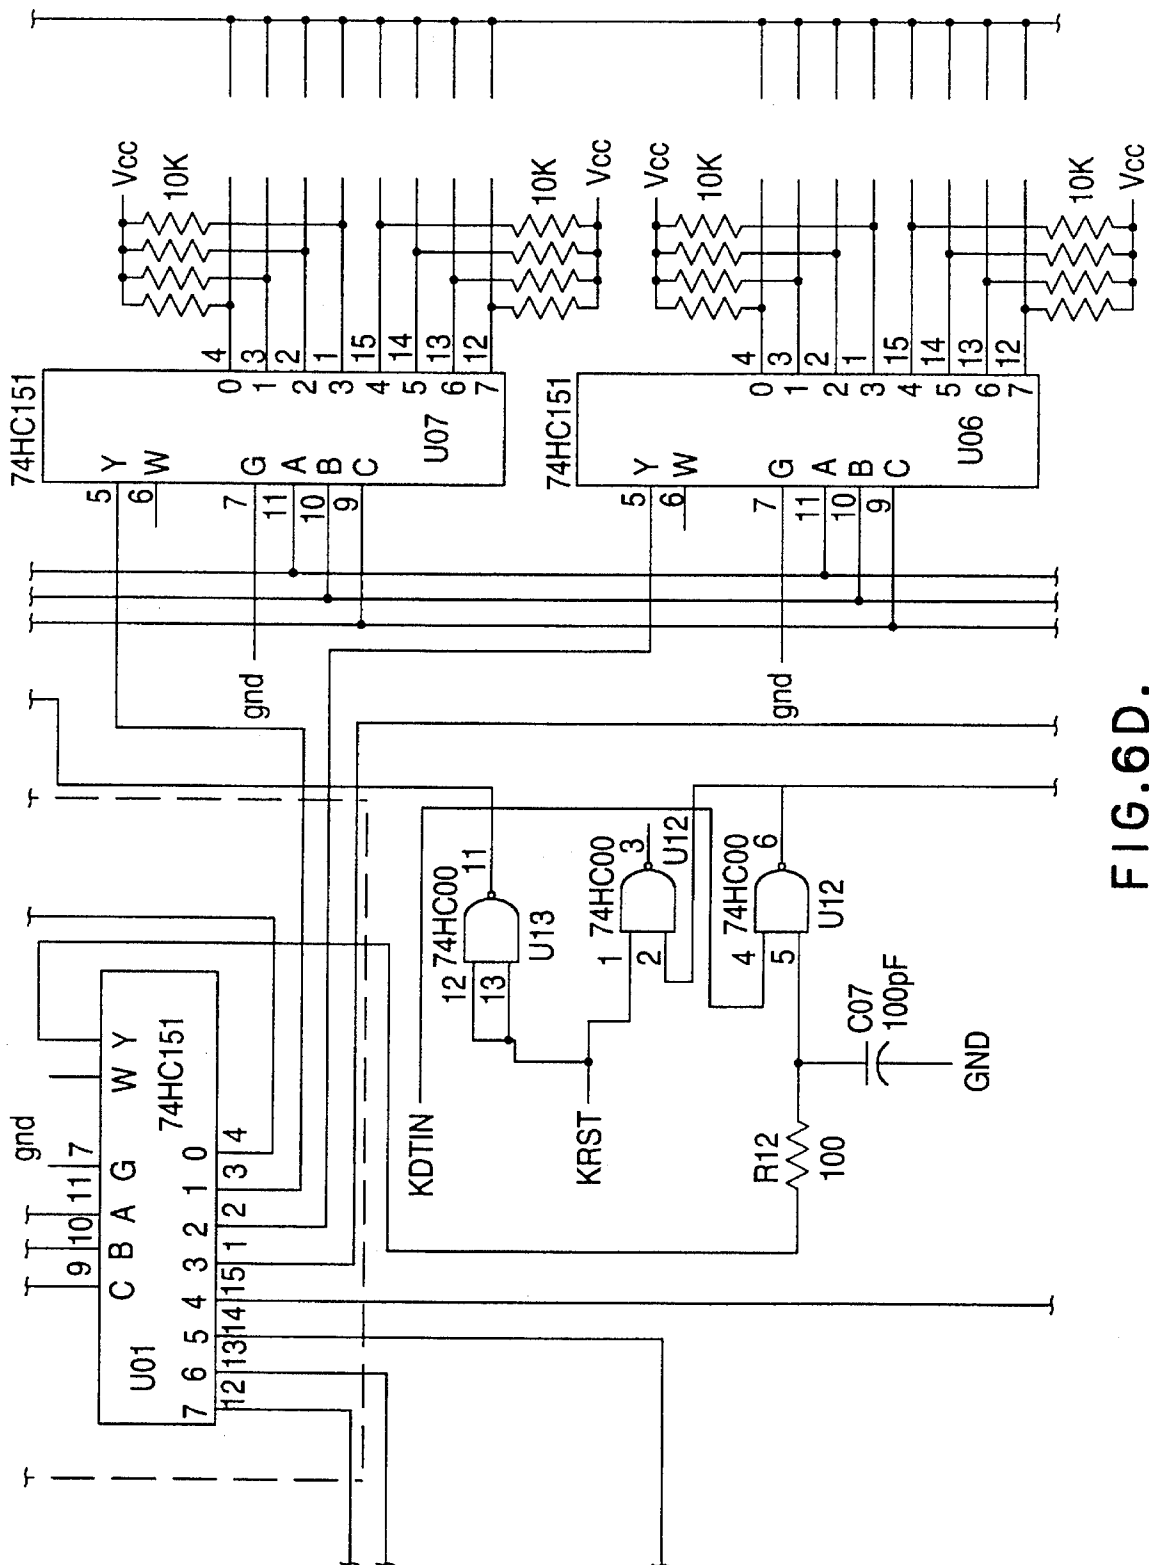 74HC151
Y 5
W 6
G 7
A 11
B 10
C 9
U07
0 4
1 3
2 2
3 1
4 15
5 14
6 13
7 12
Vcc
10K
10K
Vcc
gnd
74HC151
Y 5
W 6
G 7
A 11
B 10
C 9
U06
0 4
1 3
2 2
3 1
4 15
5 14
6 13
7 12
Vcc
10K
10K
Vcc
gnd
gnd
9 10 11 7
C B A G W Y
U01 74HC151
7 6 5 4 3 2 1 0
12 13 14 15 1 2 3 4
KDTIN
KRST
74HC00
12
13
11
U13
74HC00
1
2
3
U12
74HC00
4
5
6
U12
R12
100
C07
100pF
GND
FIG.6D.